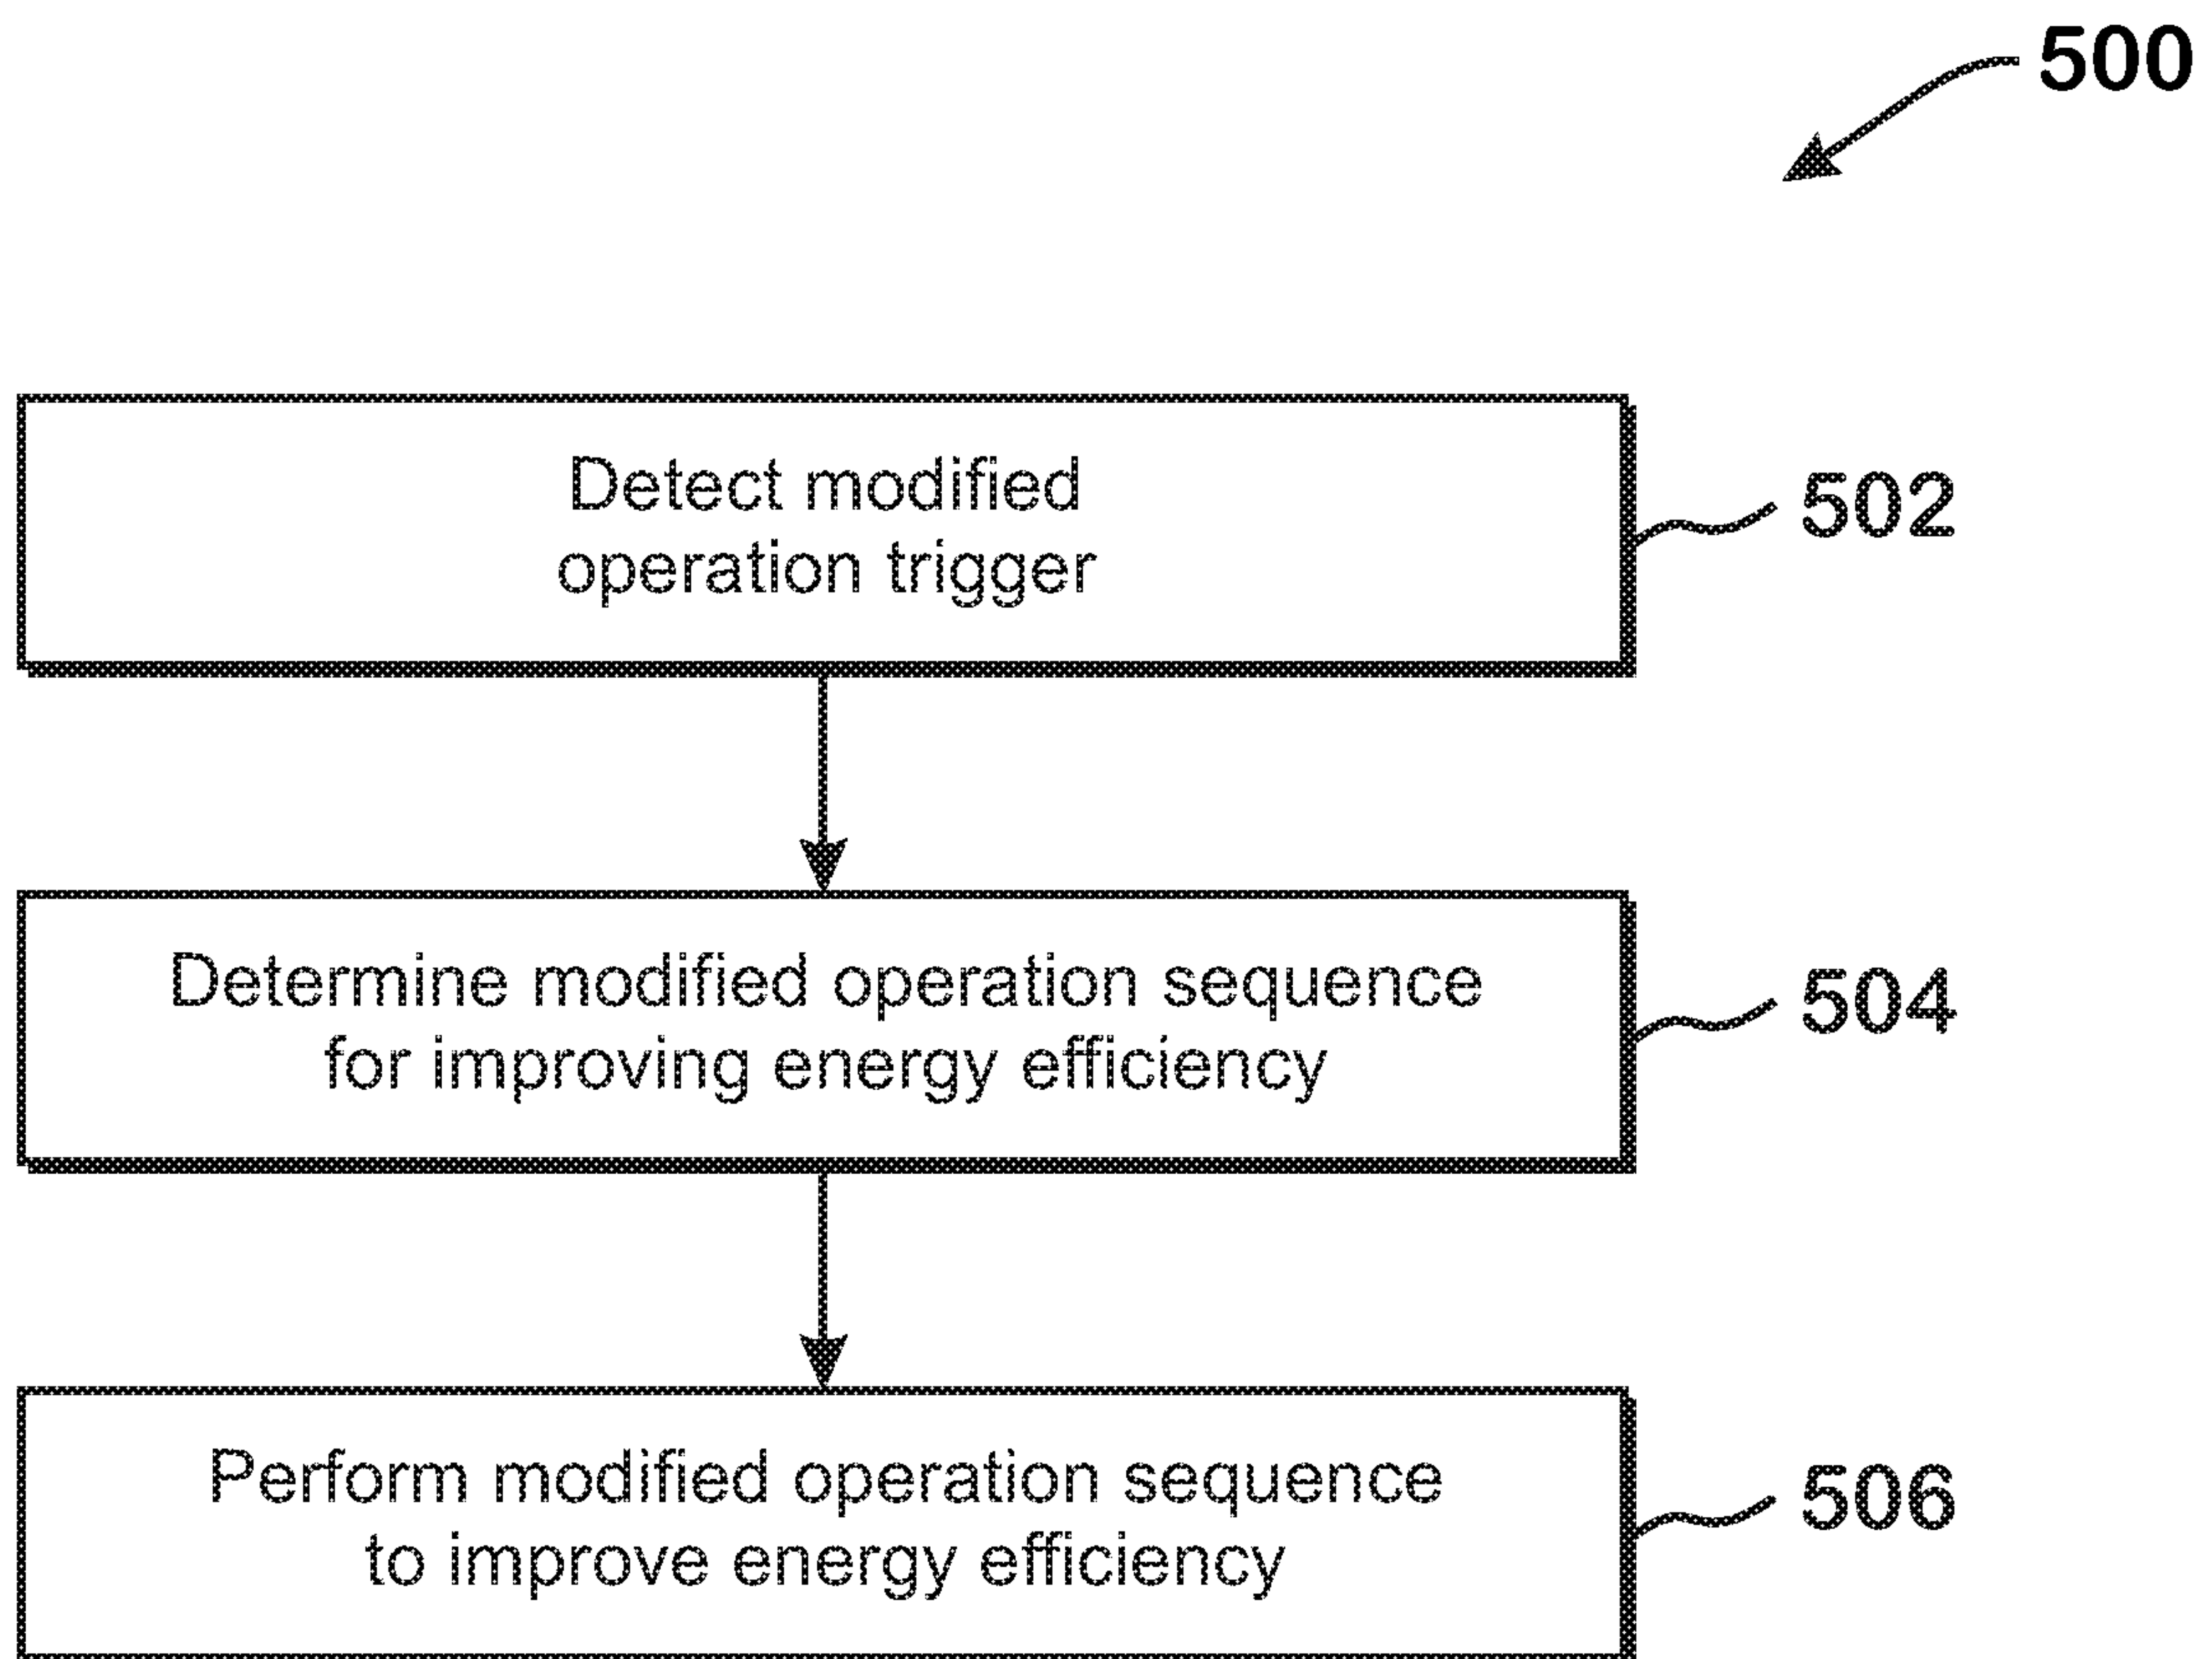 500
Detect modified
operation trigger
502
Determine modified operation sequence
for improving energy efficiency
504
Perform modified operation sequence
to improve energy efficiency
506